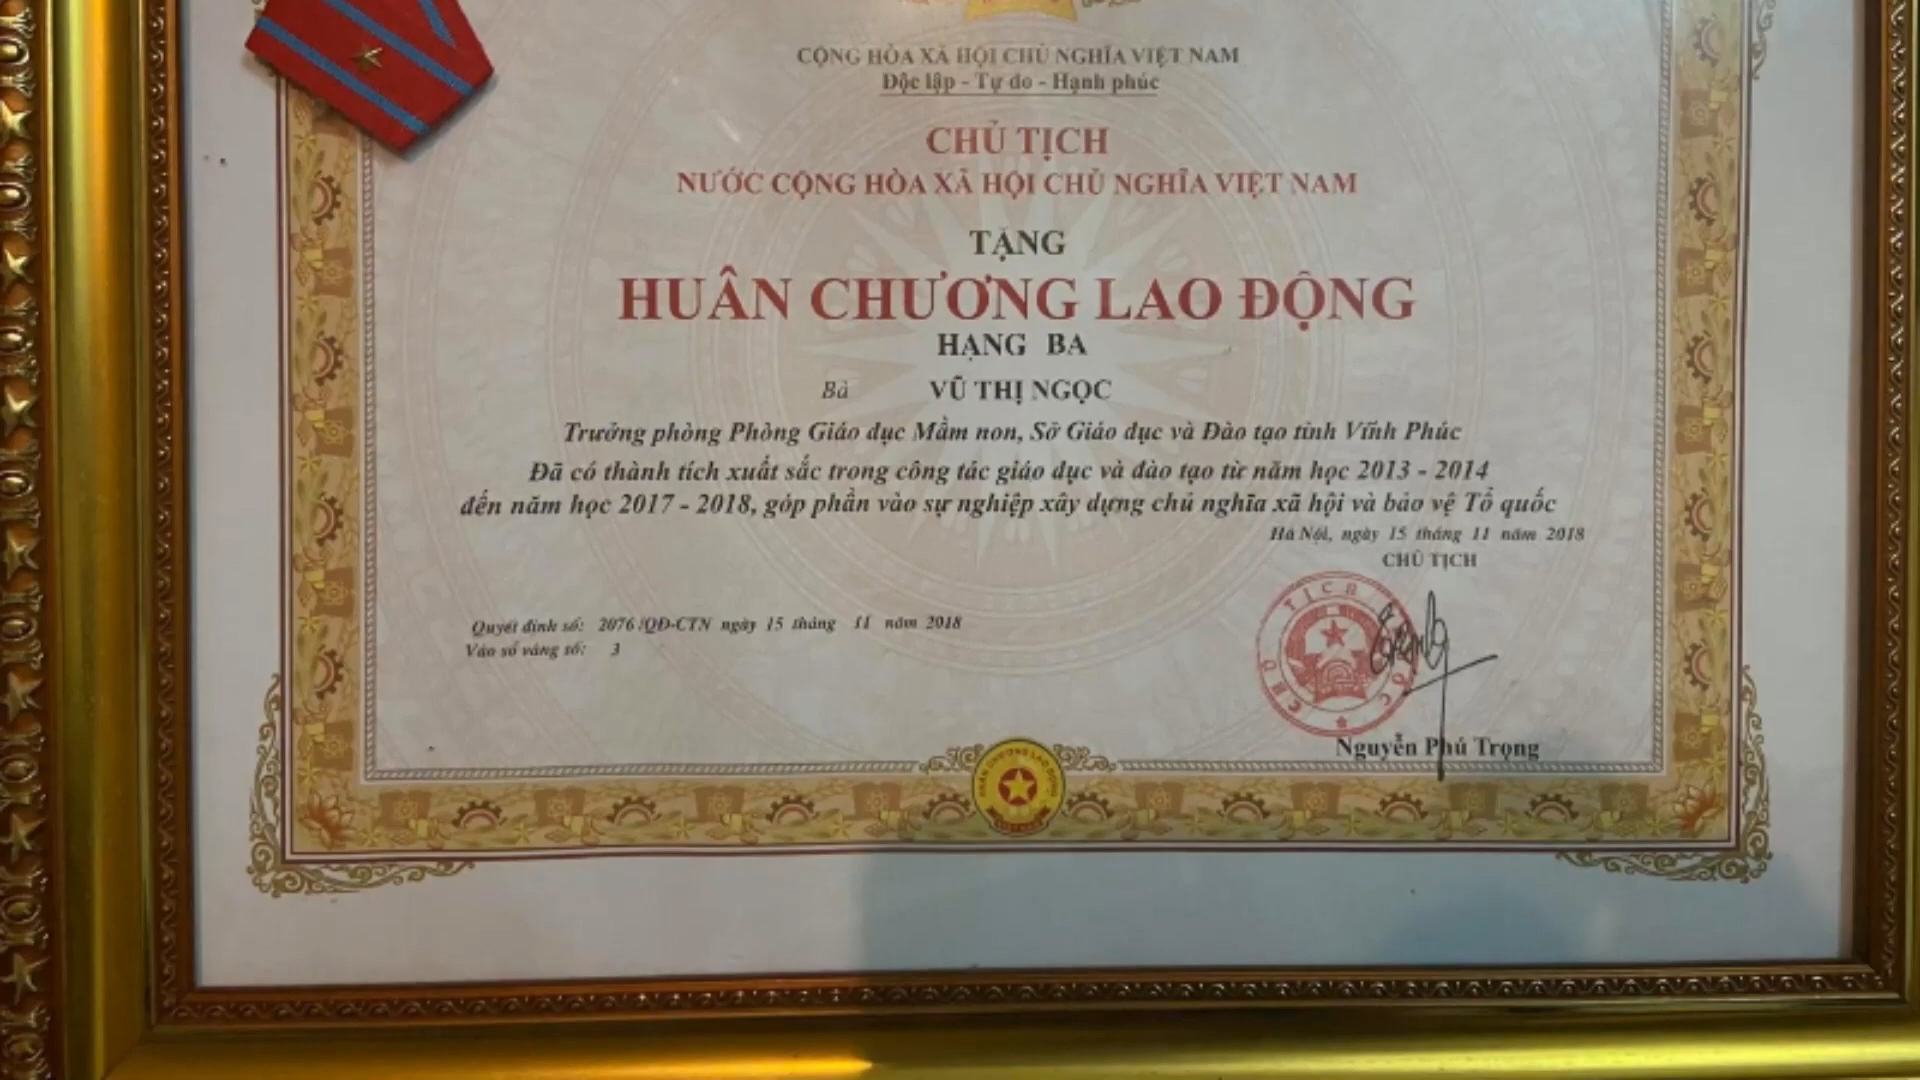 CỘNG HÒA XÃ HỘI CHỦ NGHĨA VIỆT NAM
Độc lập - Tự do - Hạnh phúc
CHỦ TỊCH
NƯỚC CỘNG HÒA XÃ HỘI CHỦ NGHĨA VIỆT NAM
TẶNG
HUÂN CHƯƠNG LAO ĐỘNG
HẠNG BA
Bà VŨ THỊ NGỌC
Trưởng phòng Phòng Giáo dục Mầm non, Sở Giáo dục và Đào tạo tỉnh Vĩnh Phúc
Đã có thành tích xuất sắc trong công tác giáo dục và đào tạo từ năm học 2013 - 2014
đến năm học 2017 - 2018, góp phần vào sự nghiệp xây dựng chủ nghĩa xã hội và bảo vệ Tổ quốc
Hà Nội, ngày 15 tháng 11 năm 2018
CHỦ TỊCH
Quyết định số: 2076/QĐ-CTN ngày 15 tháng 11 năm 2018
Vào sổ vàng số: 3
Nguyễn Phú Trọng
HUÂN CHƯƠNG LAO ĐỘNG